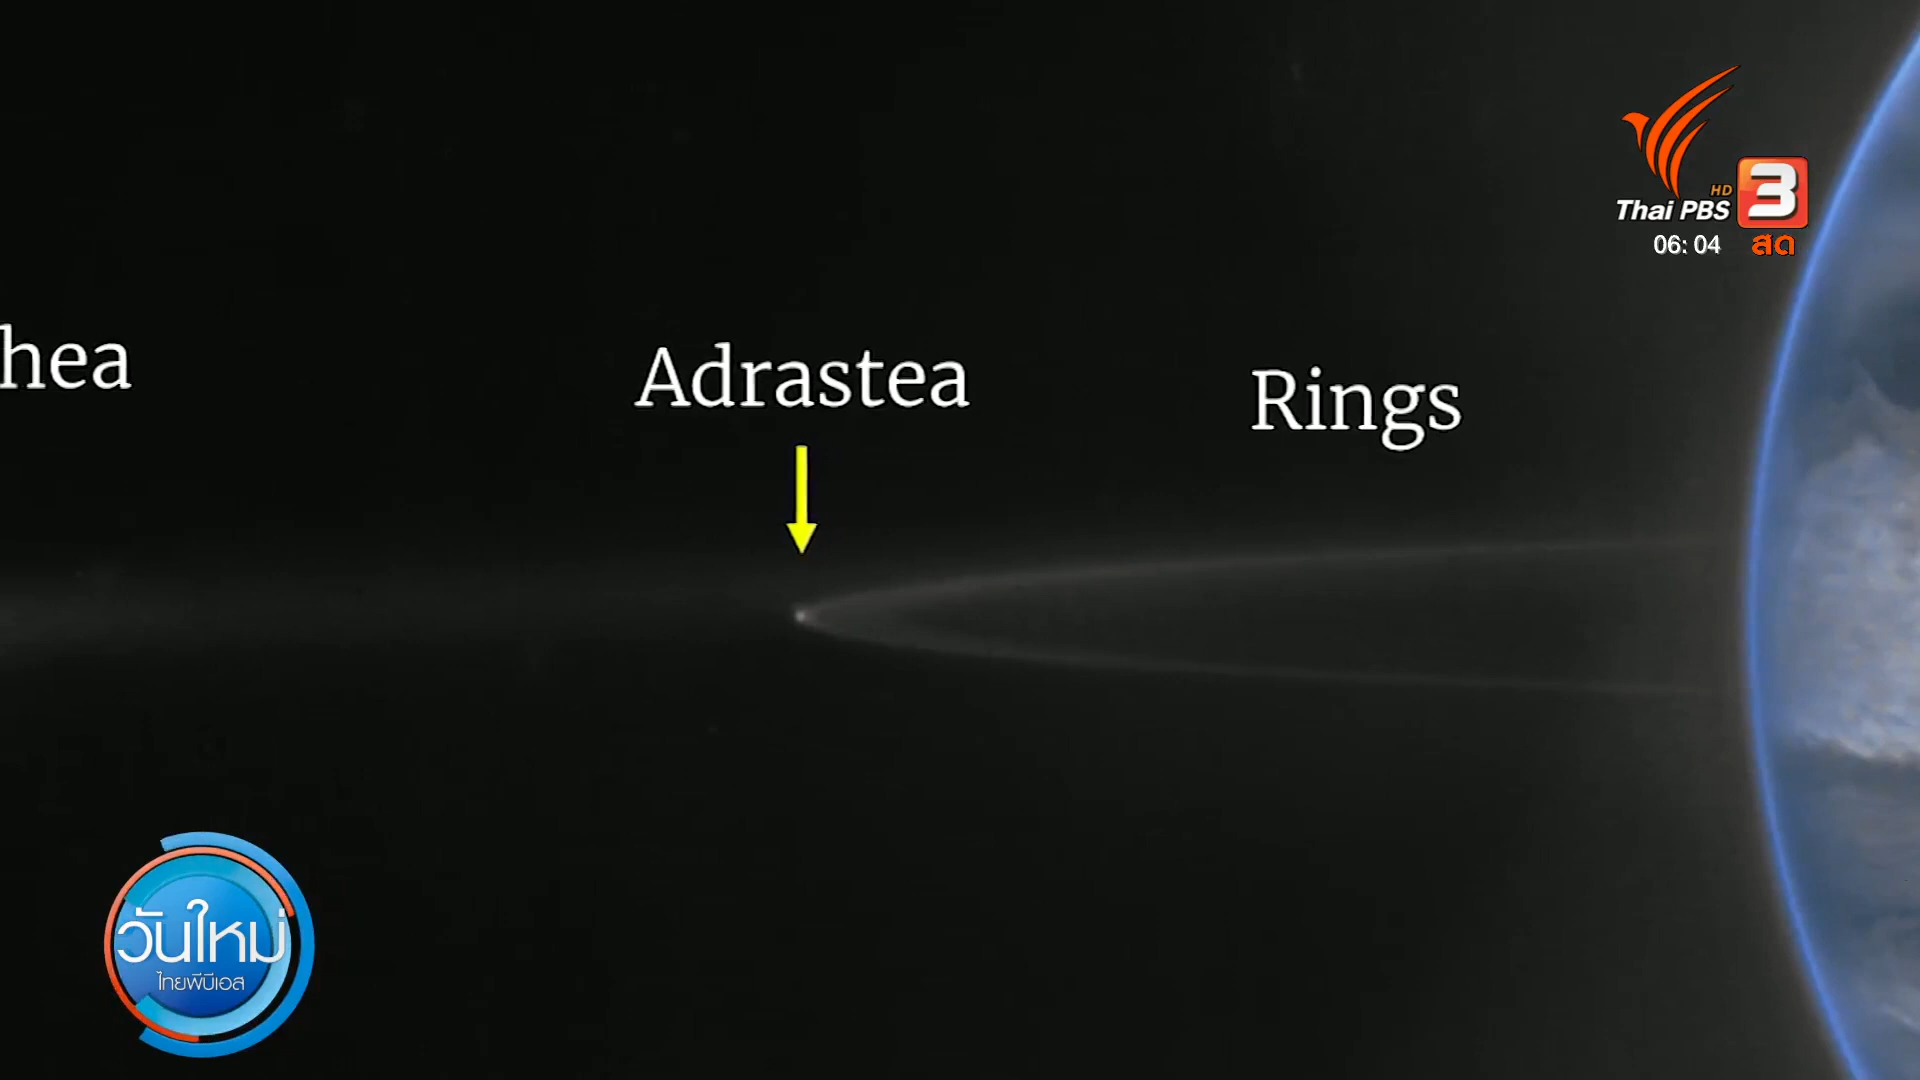 HD
Thai PBS 3
06: 04 สด
hea
Adrastea
Rings
วันใหม่
ไทยพีบีเอส